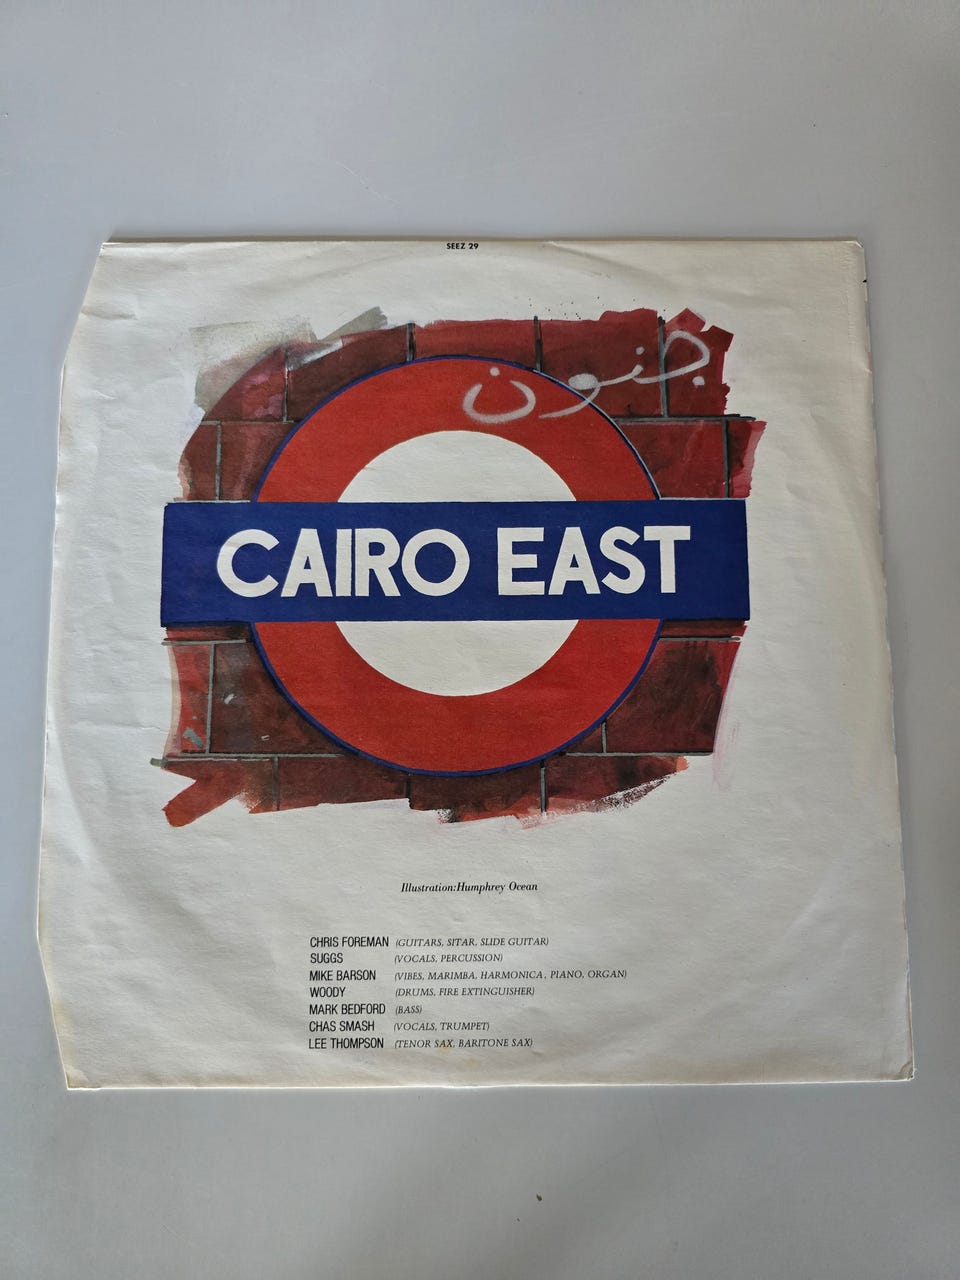 SEEZ 29
جنون
CAIRO EAST
Illustration:Humphrey Ocean
CHRIS FOREMAN (GUITARS, SITAR, SLIDE GUITAR)
SUGGS (VOCALS, PERCUSSION)
MIKE BARSON (VIBES, MARIMBA, HARMONICA, PIANO, ORGAN)
WOODY (DRUMS, FIRE EXTINGUISHER)
MARK BEDFORD (BASS)
CHAS SMASH (VOCALS, TRUMPET)
LEE THOMPSON (TENOR SAX, BARITONE SAX)